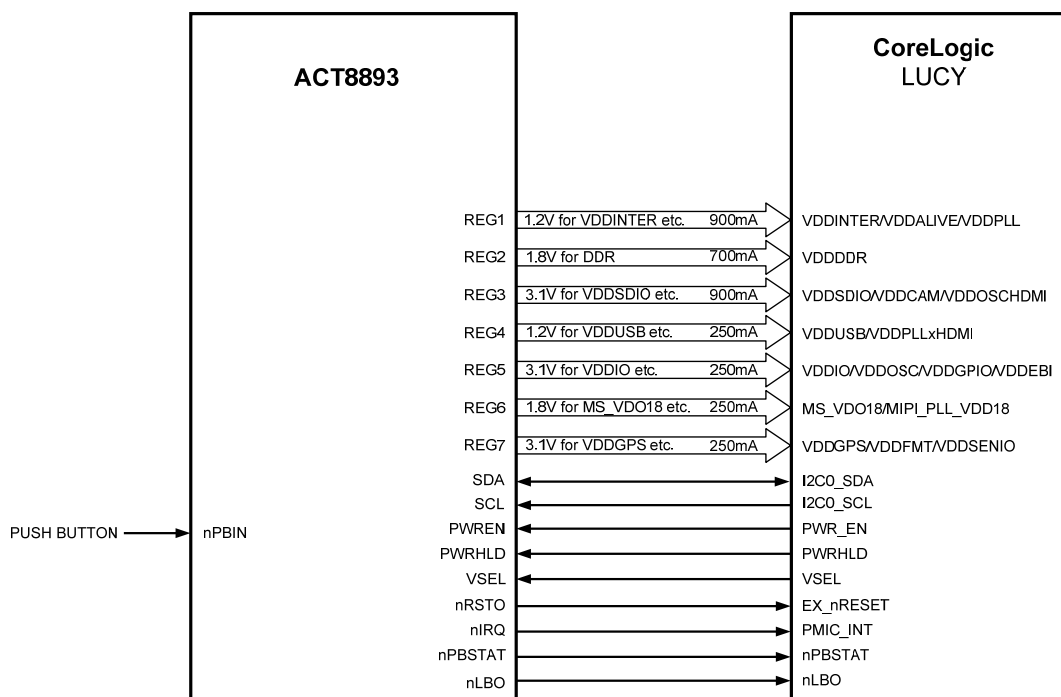 ACT8893
CoreLogic
LUCY
REG1 1.2V for VDDINTER etc. 900mA VDDINTER/VDDALIVE/VDDPLL
REG2 1.8V for DDR 700mA VDDDDR
REG3 3.1V for VDDSDIO etc. 900mA VDDSDIO/VDDCAM/VDDOSCHDMI
REG4 1.2V for VDDUSB etc. 250mA VDDUSB/VDDPLLxHDMI
REG5 3.1V for VDDIO etc. 250mA VDDIO/VDDOSC/VDDGPIO/VDDEBI
REG6 1.8V for MS_VDO18 etc. 250mA MS_VDO18/MIPI_PLL_VDD18
REG7 3.1V for VDDGPS etc. 250mA VDDGPS/VDDFMT/VDDSENIO
SDA I2C0_SDA
SCL I2C0_SCL
PUSH BUTTON nPBIN PWREN PWR_EN
PWRHLD PWRHLD
VSEL VSEL
nRSTO EX_nRESET
nIRQ PMIC_INT
nPBSTAT nPBSTAT
nLBO nLBO